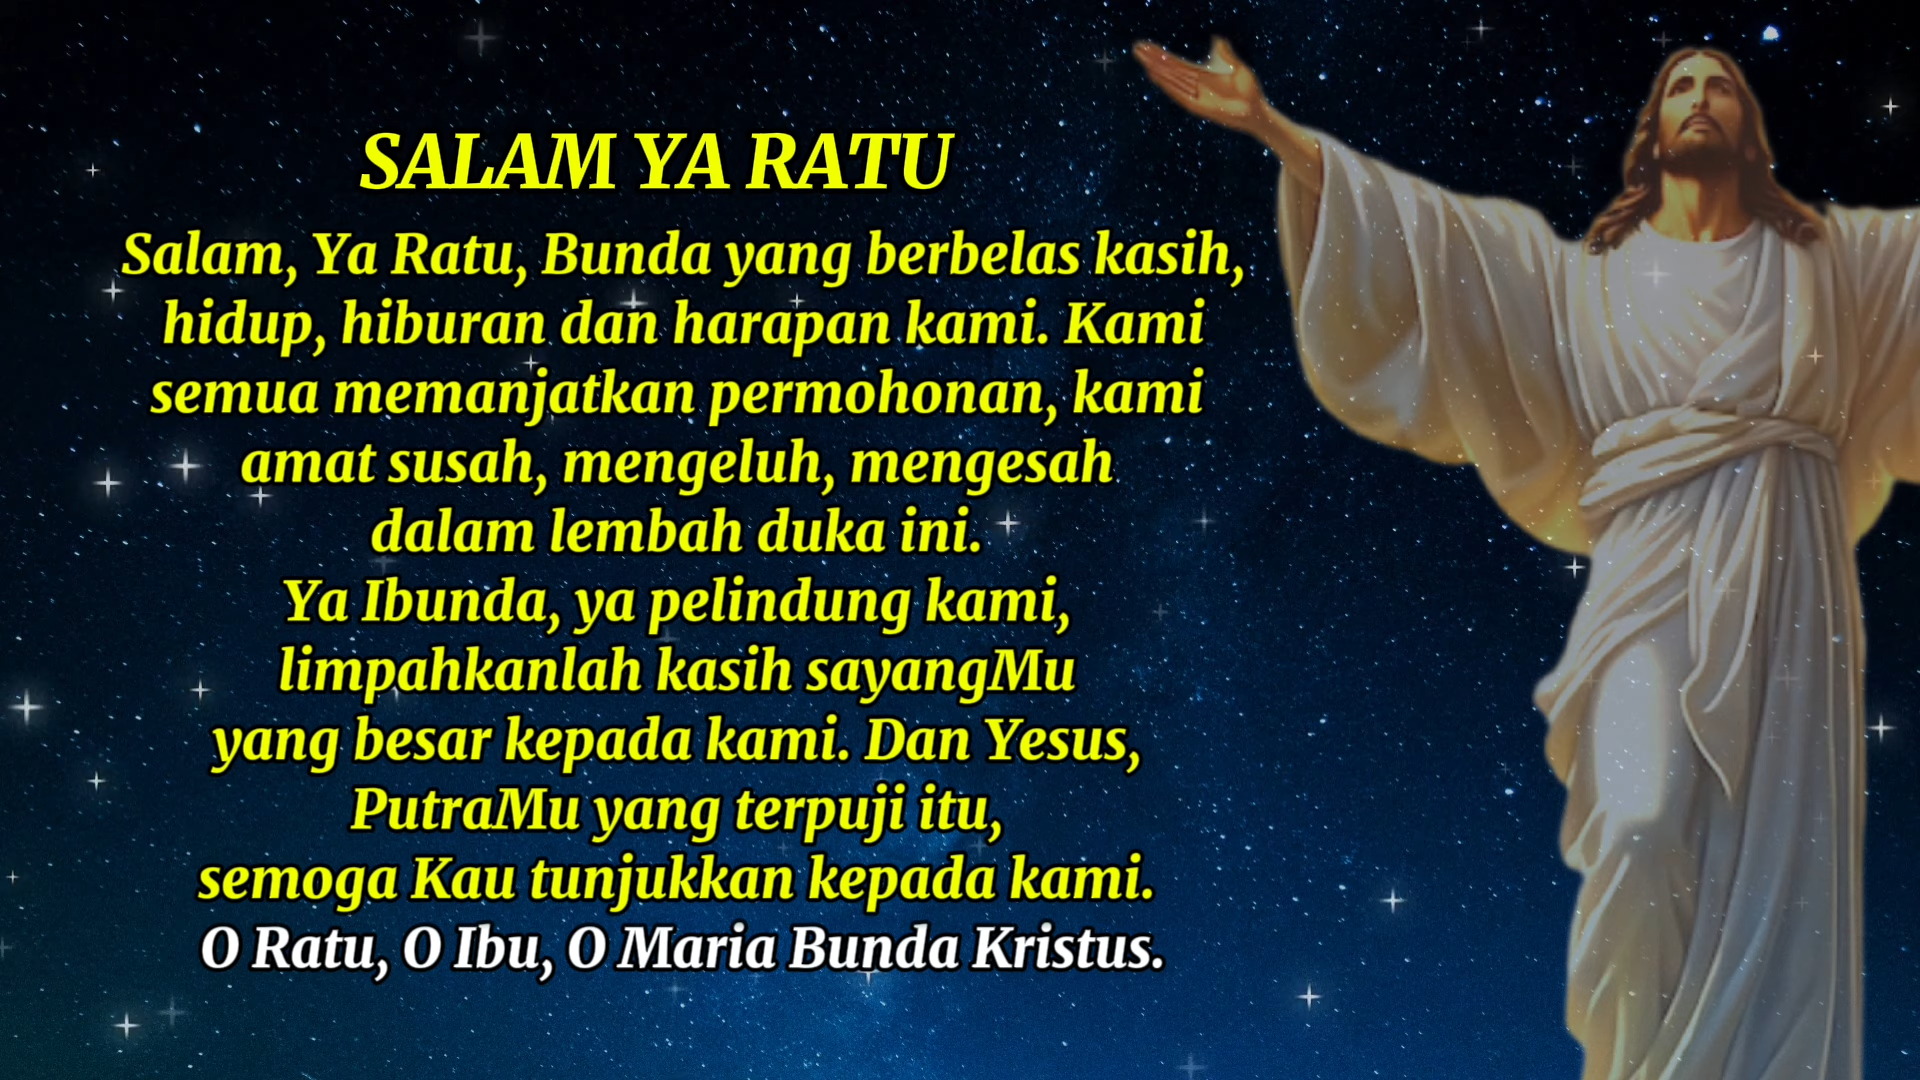 SALAM YA RATU
Salam, Ya Ratu, Bunda yang berbelas kasih,
hidup, hiburan dan harapan kami. Kami
semua memanjatkan permohonan, kami
amat susah, mengeluh, mengesah
dalam lembah duka ini.
Ya Ibunda, ya pelindung kami,
limpahkanlah kasih sayangMu
yang besar kepada kami. Dan Yesus,
PutraMu yang terpuji itu,
semoga Kau tunjukkan kepada kami.
O Ratu, O Ibu, O Maria Bunda Kristus.